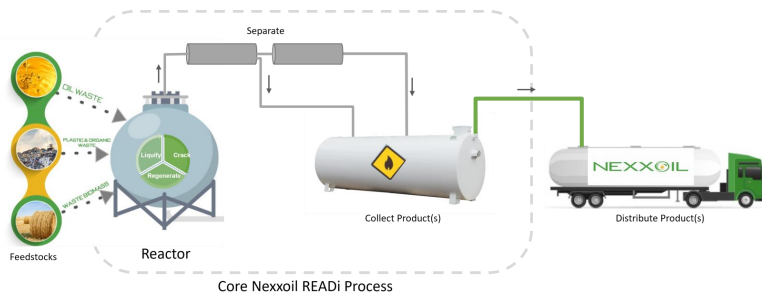 Separate
OIL WASTE
PLASTIC & ORGANIC
WASTE
WASTE BIOMASS
Liquify
Crack
Regenerate
NEXXOIL
Feedstocks
Reactor
Collect Product(s)
Distribute Product(s)
Core Nexxoil READi Process